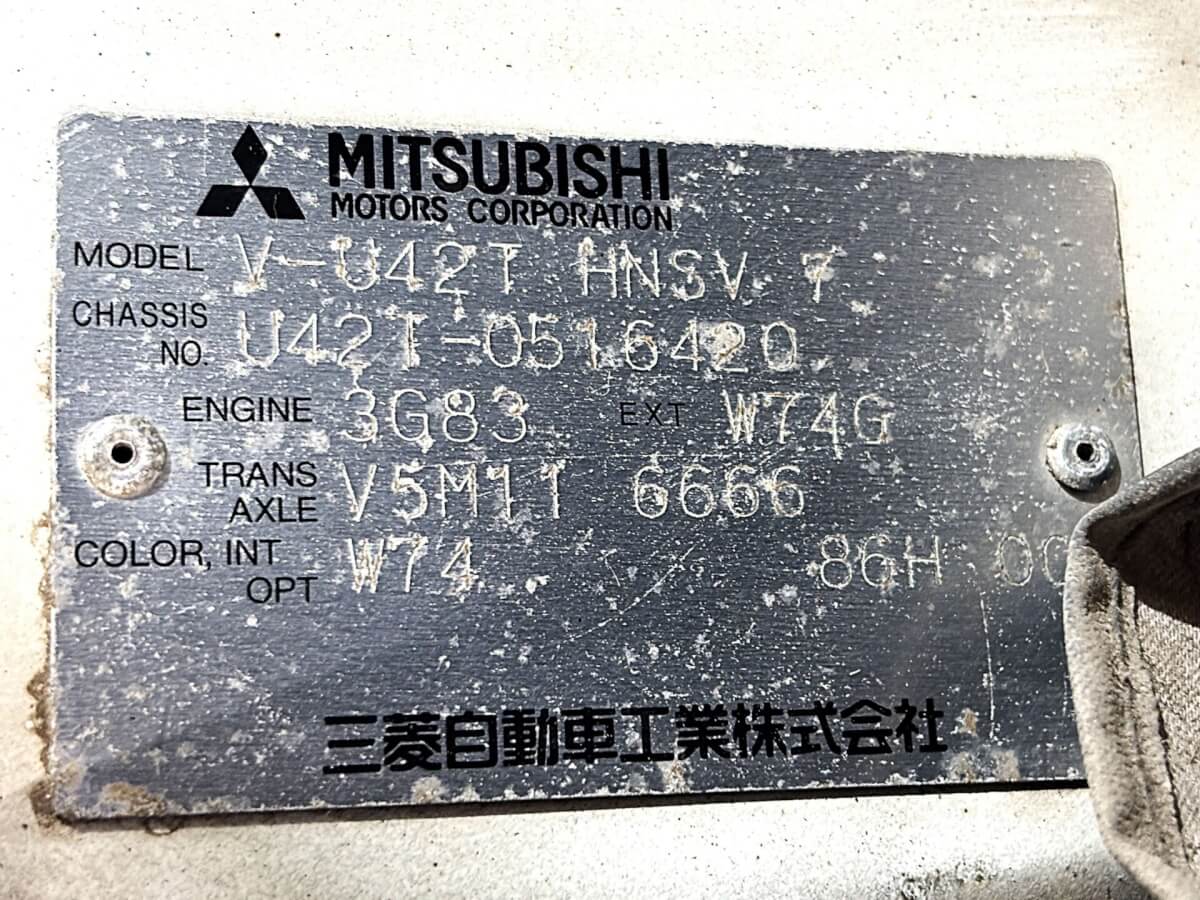 MITSUBISHI
MOTORS CORPORATION
MODEL V-U42T HNSV 7
CHASSIS NO. U42T-0516420
ENGINE 3G83 EXT W74G
TRANS AXLE V5M11 6666
COLOR, INT OPT W74 86H
三菱自動車工業株式会社